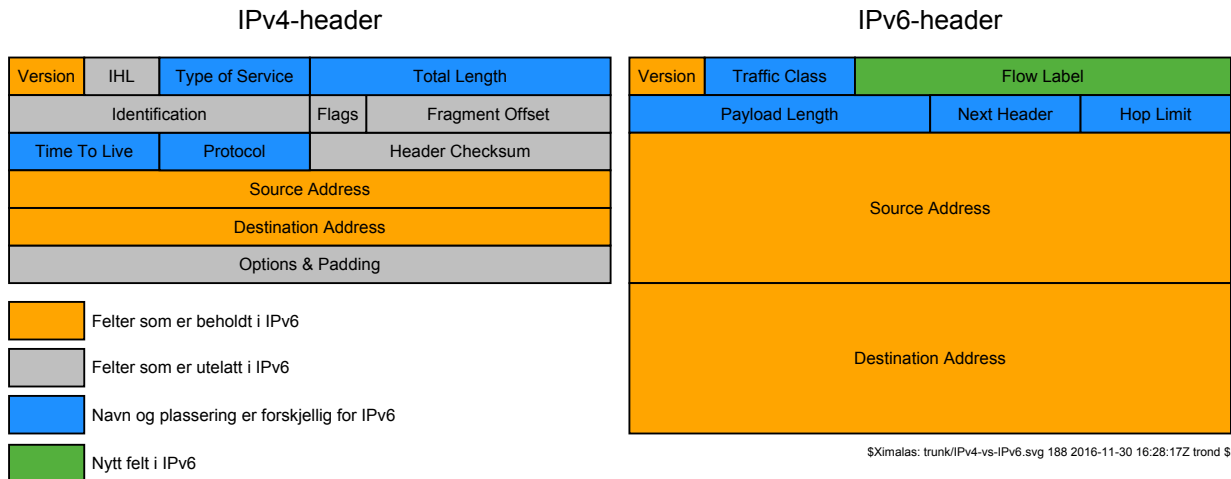 IPv4-header
Version IHL Type of Service Total Length
Identification Flags Fragment Offset
Time To Live Protocol Header Checksum
Source Address
Destination Address
Options & Padding
Felter som er beholdt i IPv6
Felter som er utelatt i IPv6
Navn og plassering er forskjellig for IPv6
Nytt felt i IPv6
IPv6-header
Version Traffic Class Flow Label
Payload Length Next Header Hop Limit
Source Address
Destination Address
$Ximalas: trunk/IPv4-vs-IPv6.svg 188 2016-11-30 16:28:17Z trond $